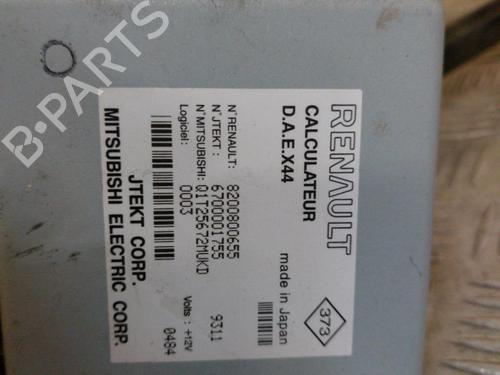 RENAULT
CALCULATEUR
D.A.E.X44
made in Japan
373
N°RENAULT: 8200800655
N°JTEKT: 6700001755 9311
N°MITSUBISHI: Q1T25672MUKD
Logiciel: 0003 Volts: +12V 0484
JTEKT CORP.
MITSUBISHI ELECTRIC CORP.
B-PARTS